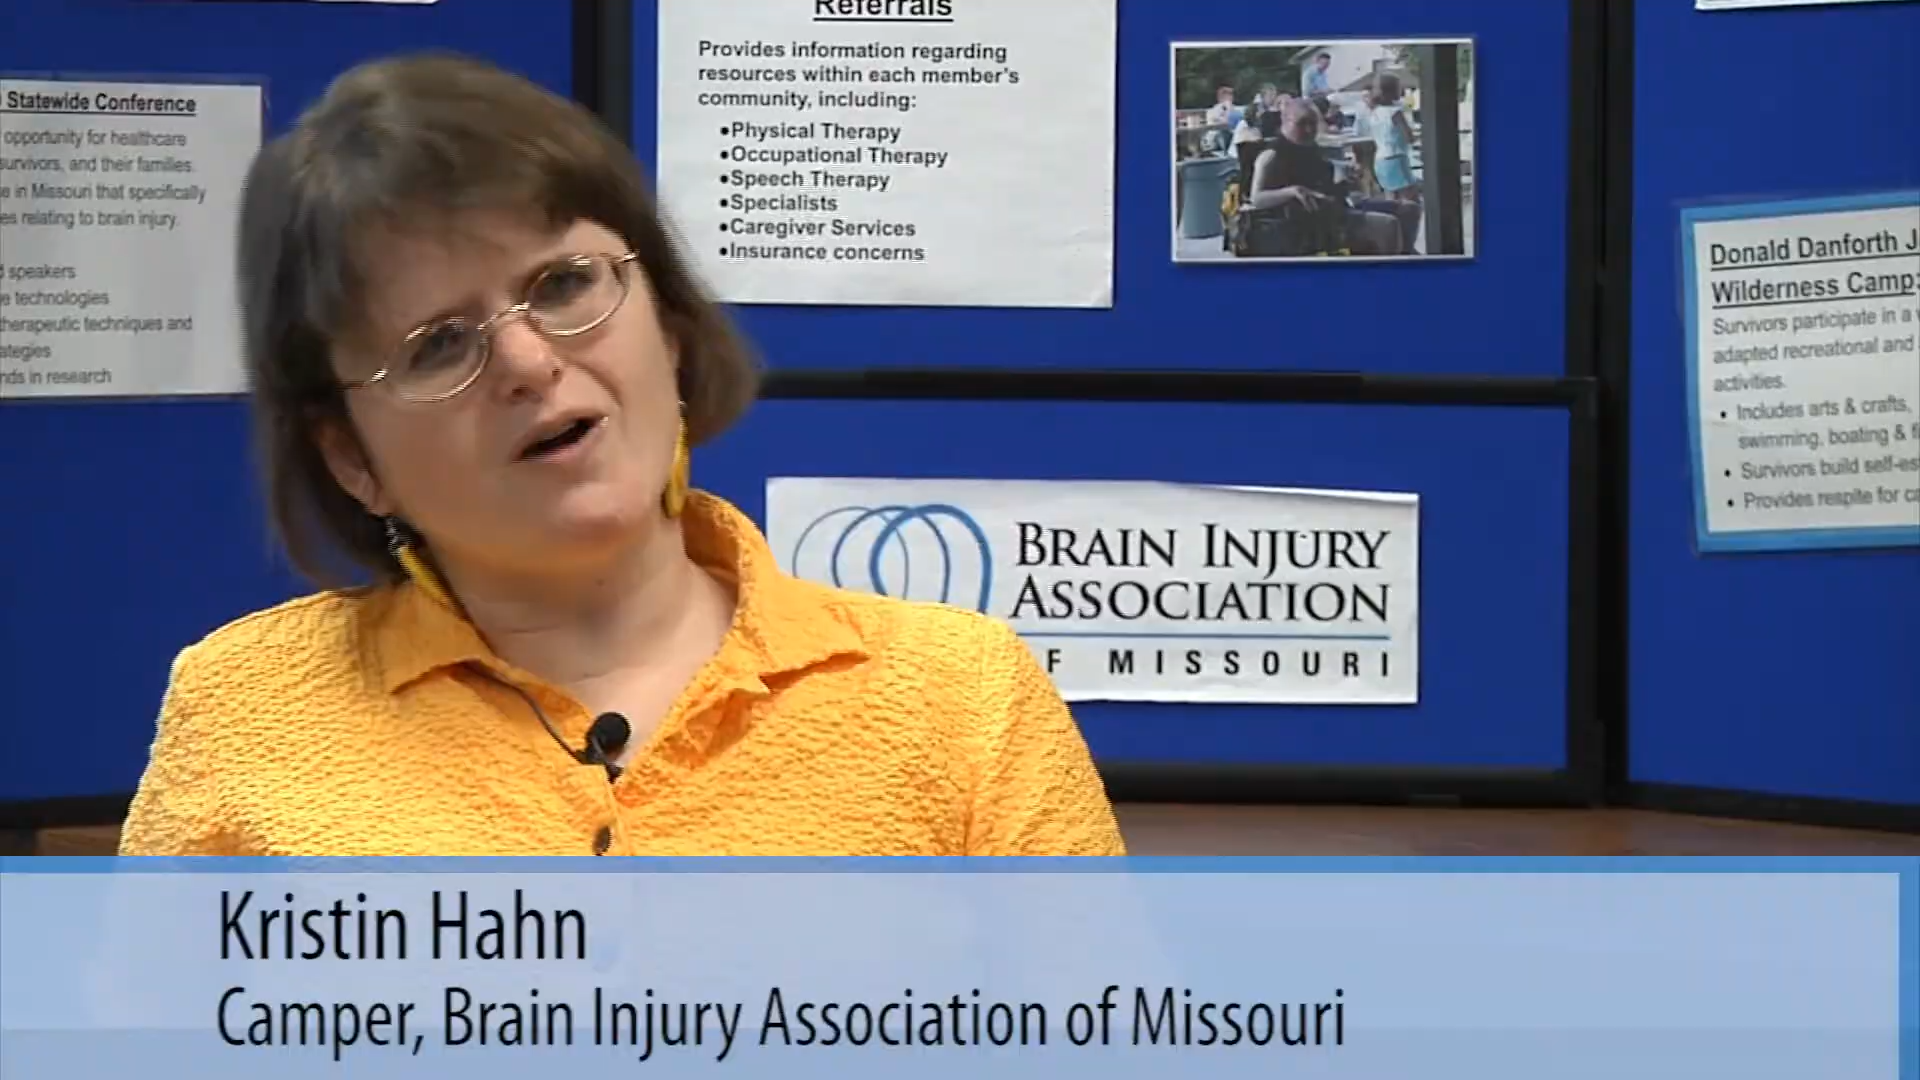 Statewide Conference
opportunity for healthcare
survivors, and their families.
in Missouri that specifically
relating to brain injury.
speakers
technologies
therapeutic techniques and
in research
Referrals
Provides information regarding
resources within each member's
community, including:
•Physical Therapy
•Occupational Therapy
•Speech Therapy
•Specialists
•Caregiver Services
•Insurance concerns
BRAIN INJURY
ASSOCIATION
MISSOURI
Donald Danforth J
Wilderness Camp
Survivors participate in a
adapted recreational and
activities.
• Includes arts & crafts,
swimming, boating &
• Survivors build
• Provides respite for
Kristin Hahn
Camper, Brain Injury Association of Missouri